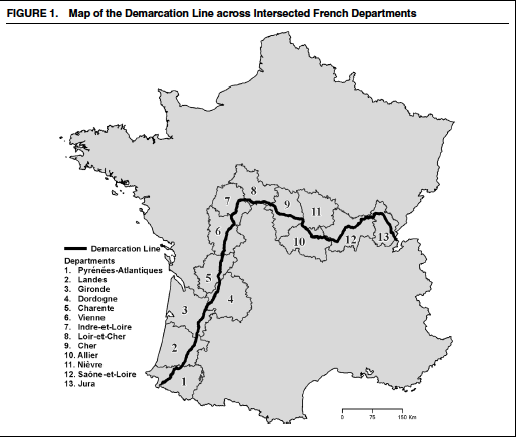 FIGURE 1. Map of the Demarcation Line across Intersected French Departments
8
7
9
11
6
10
12
13
Demarcation Line
Departments
1. Pyrénées-Atlantiques
2. Landes
3. Gironde
4. Dordogne
5. Charente
6. Vienne
7. Indre-et-Loire
8. Loir-et-Cher
9. Cher
10. Allier
11. Nièvre
12. Saône-et-Loire
13. Jura
5
4
3
2
1
0 75 150 Km